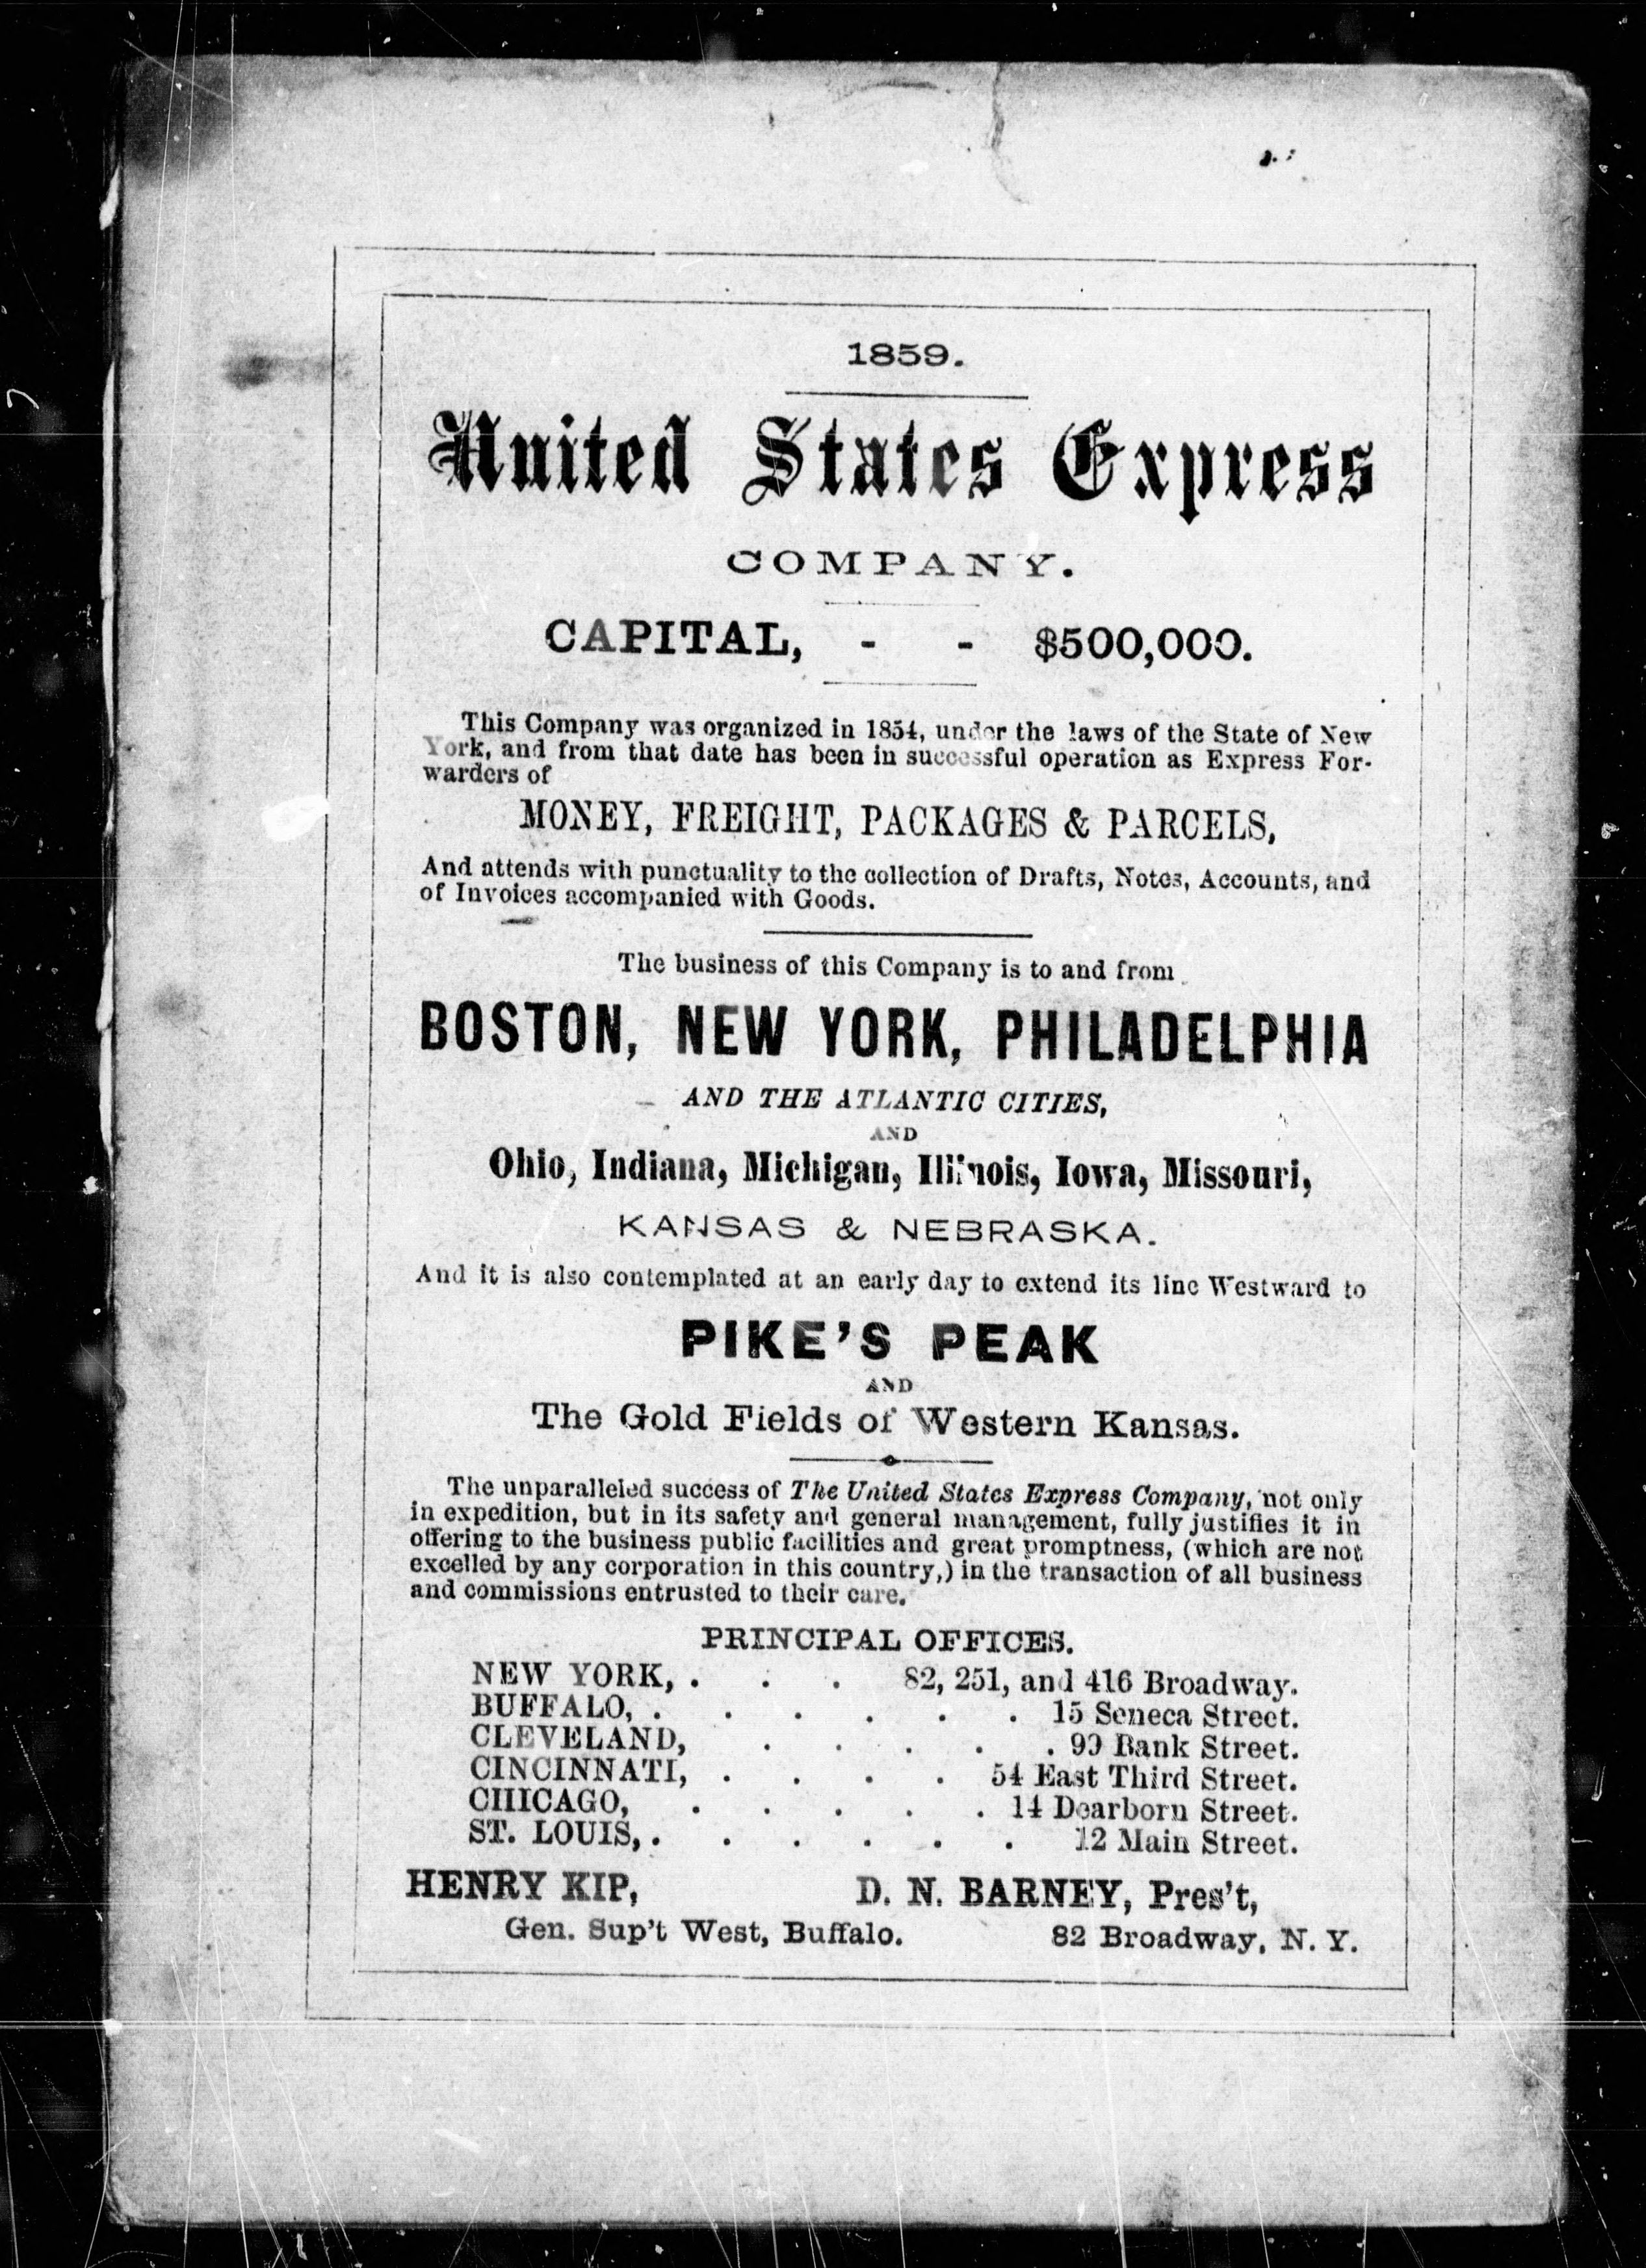 1859.
United States Express
COMPANY.
CAPITAL, - - $500,000.
This Company was organized in 1854, under the laws of the State of New
York, and from that date has been in successful operation as Express For-
warders of
MONEY, FREIGHT, PACKAGES & PARCELS,
And attends with punctuality to the collection of Drafts, Notes, Accounts, and
of Invoices accompanied with Goods.
The business of this Company is to and from
BOSTON, NEW YORK, PHILADELPHIA
AND THE ATLANTIC CITIES,
AND
Ohio, Indiana, Michigan, Illinois, Iowa, Missouri,
KANSAS & NEBRASKA.
And it is also contemplated at an early day to extend its line Westward to
PIKE'S PEAK
AND
The Gold Fields of Western Kansas.
The unparalleled success of The United States Express Company, not only
in expedition, but in its safety and general management, fully justifies it in
offering to the business public facilities and great promptness, (which are not
excelled by any corporation in this country,) in the transaction of all business
and commissions entrusted to their care.
PRINCIPAL OFFICES.
NEW YORK, . . . 82, 251, and 416 Broadway.
BUFFALO, . . . . . . 15 Seneca Street.
CLEVELAND, . . . . . 99 Bank Street.
CINCINNATI, . . . . 54 East Third Street.
CHICAGO, . . . . . 14 Dearborn Street.
ST. LOUIS, . . . . . . 12 Main Street.
HENRY KIP, D. N. BARNEY, Pres't,
Gen. Sup't West, Buffalo. 82 Broadway, N. Y.